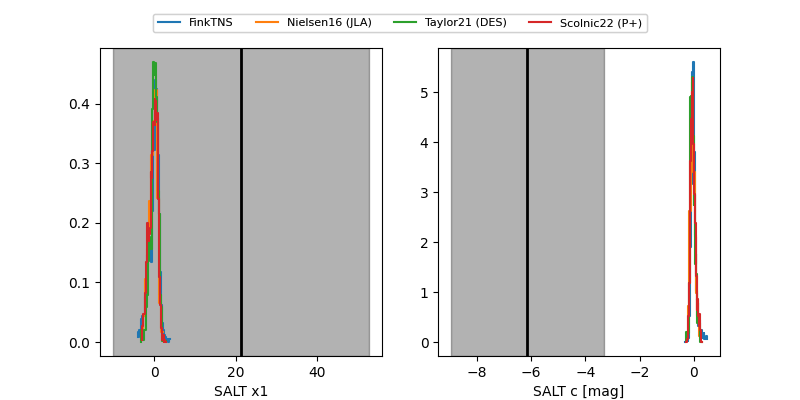 FinkTNS Nielsen16 (JLA) Taylor21 (DES) Scolnic22 (P+)
0.4
0.3
0.2
0.1
0.0
0 20 40
SALT x1
5
4
3
2
1
0
−8 −6 −4 −2 0
SALT c [mag]